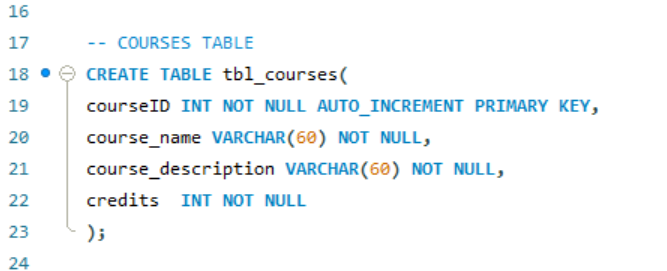 16
17 -- COURSES TABLE
18 CREATE TABLE tbl_courses(
19 courseID INT NOT NULL AUTO_INCREMENT PRIMARY KEY,
20 course_name VARCHAR(60) NOT NULL,
21 course_description VARCHAR(60) NOT NULL,
22 credits  INT NOT NULL
23 );
24